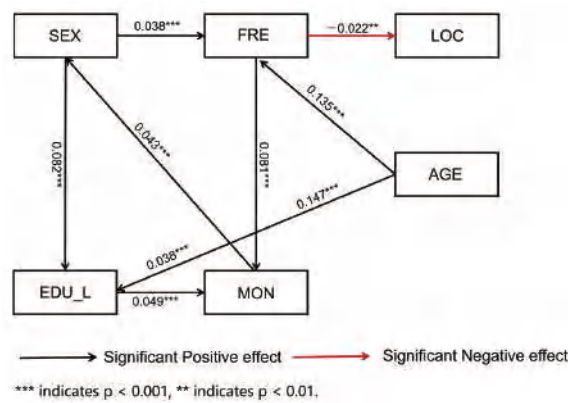 SEX 0.038*** FRE −0.022** LOC
0.082***
0.043***
0.081***
0.135***
AGE
0.147***
0.038***
EDU_L 0.049*** MON
Significant Positive effect Significant Negative effect
*** indicates p < 0.001, ** indicates p < 0.01.